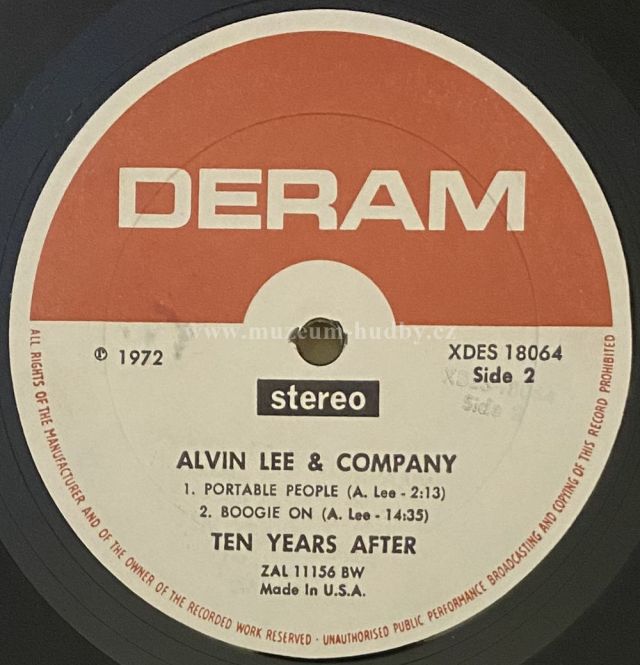 DERAM
www.muzeum-hudby.cz
℗ 1972
XDES 18064
Side 2
stereo
ALVIN LEE & COMPANY
1. PORTABLE PEOPLE (A. Lee - 2:13)
2. BOOGIE ON (A. Lee - 14:35)
TEN YEARS AFTER
ZAL 11156 BW
Made In U.S.A.
ALL RIGHTS OF THE MANUFACTURER AND OF THE OWNER OF THE RECORDED WORK RESERVED · UNAUTHORISED PUBLIC PERFORMANCE BROADCASTING AND COPYING OF THIS RECORD PROHIBITED